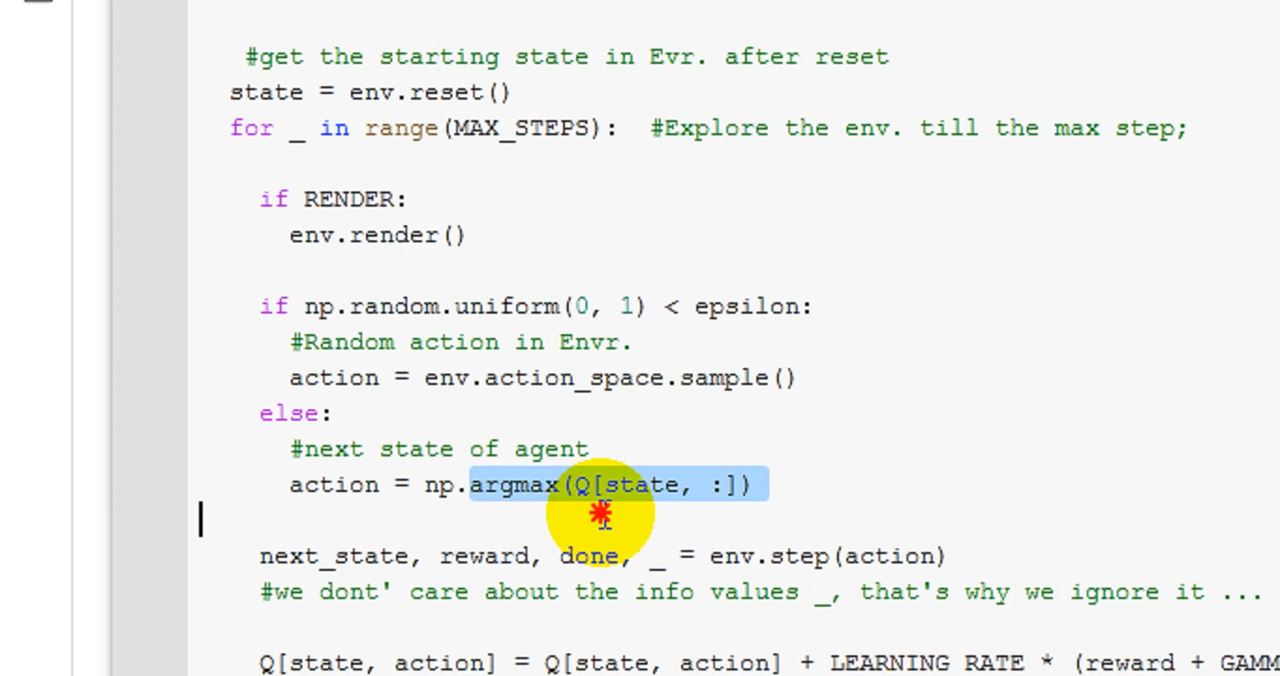 #get the starting state in Evr. after reset
state = env.reset()
for _ in range(MAX_STEPS):  #Explore the env. till the max step;
if RENDER:
env.render()
if np.random.uniform(0, 1) < epsilon:
#Random action in Envr.
action = env.action_space.sample()
else:
#next state of agent
action = np.argmax(Q[state, :])
next_state, reward, done, _ = env.step(action)
#we dont' care about the info values _, that's why we ignore it ...
Q[state, action] = Q[state, action] + LEARNING_RATE * (reward + GAMM